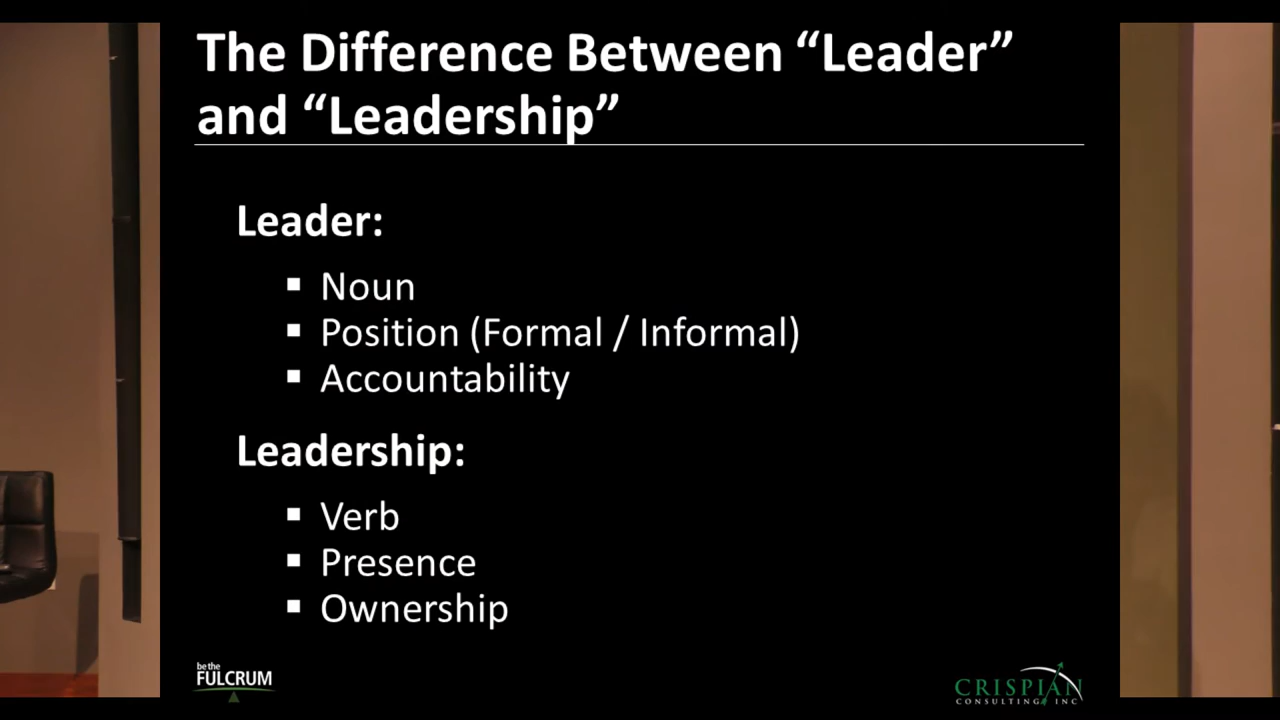 The Difference Between “Leader”
and “Leadership”
Leader:
▪ Noun
▪ Position (Formal / Informal)
▪ Accountability
Leadership:
▪ Verb
▪ Presence
▪ Ownership
be the
FULCRUM
CRISPIAN
CONSULTING INC